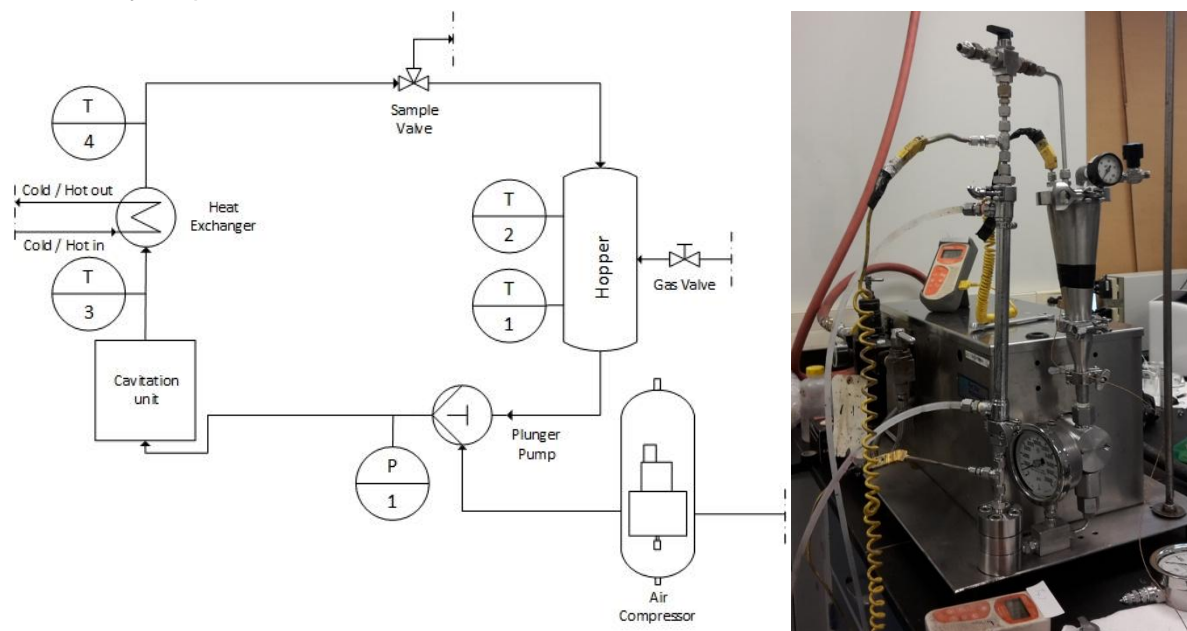 T
4
Sample
Valve
Cold / Hot out
Heat
Exchanger
Cold / Hot in
T
2
T
3
T
1
Hopper
Gas Valve
Cavitation
unit
Plunger
Pump
P
1
Air
Compressor